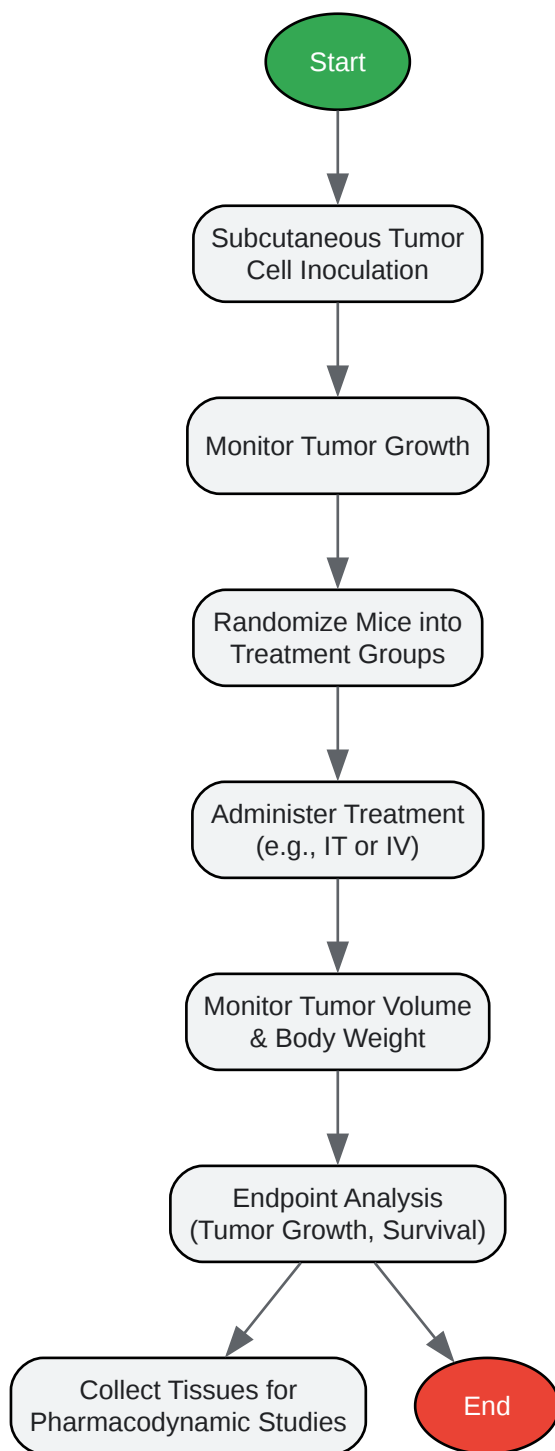 Start
Subcutaneous Tumor
Cell Inoculation
Monitor Tumor Growth
Randomize Mice into
Treatment Groups
Administer Treatment
(e.g., IT or IV)
Monitor Tumor Volume
& Body Weight
Endpoint Analysis
(Tumor Growth, Survival)
Collect Tissues for
Pharmacodynamic Studies
End